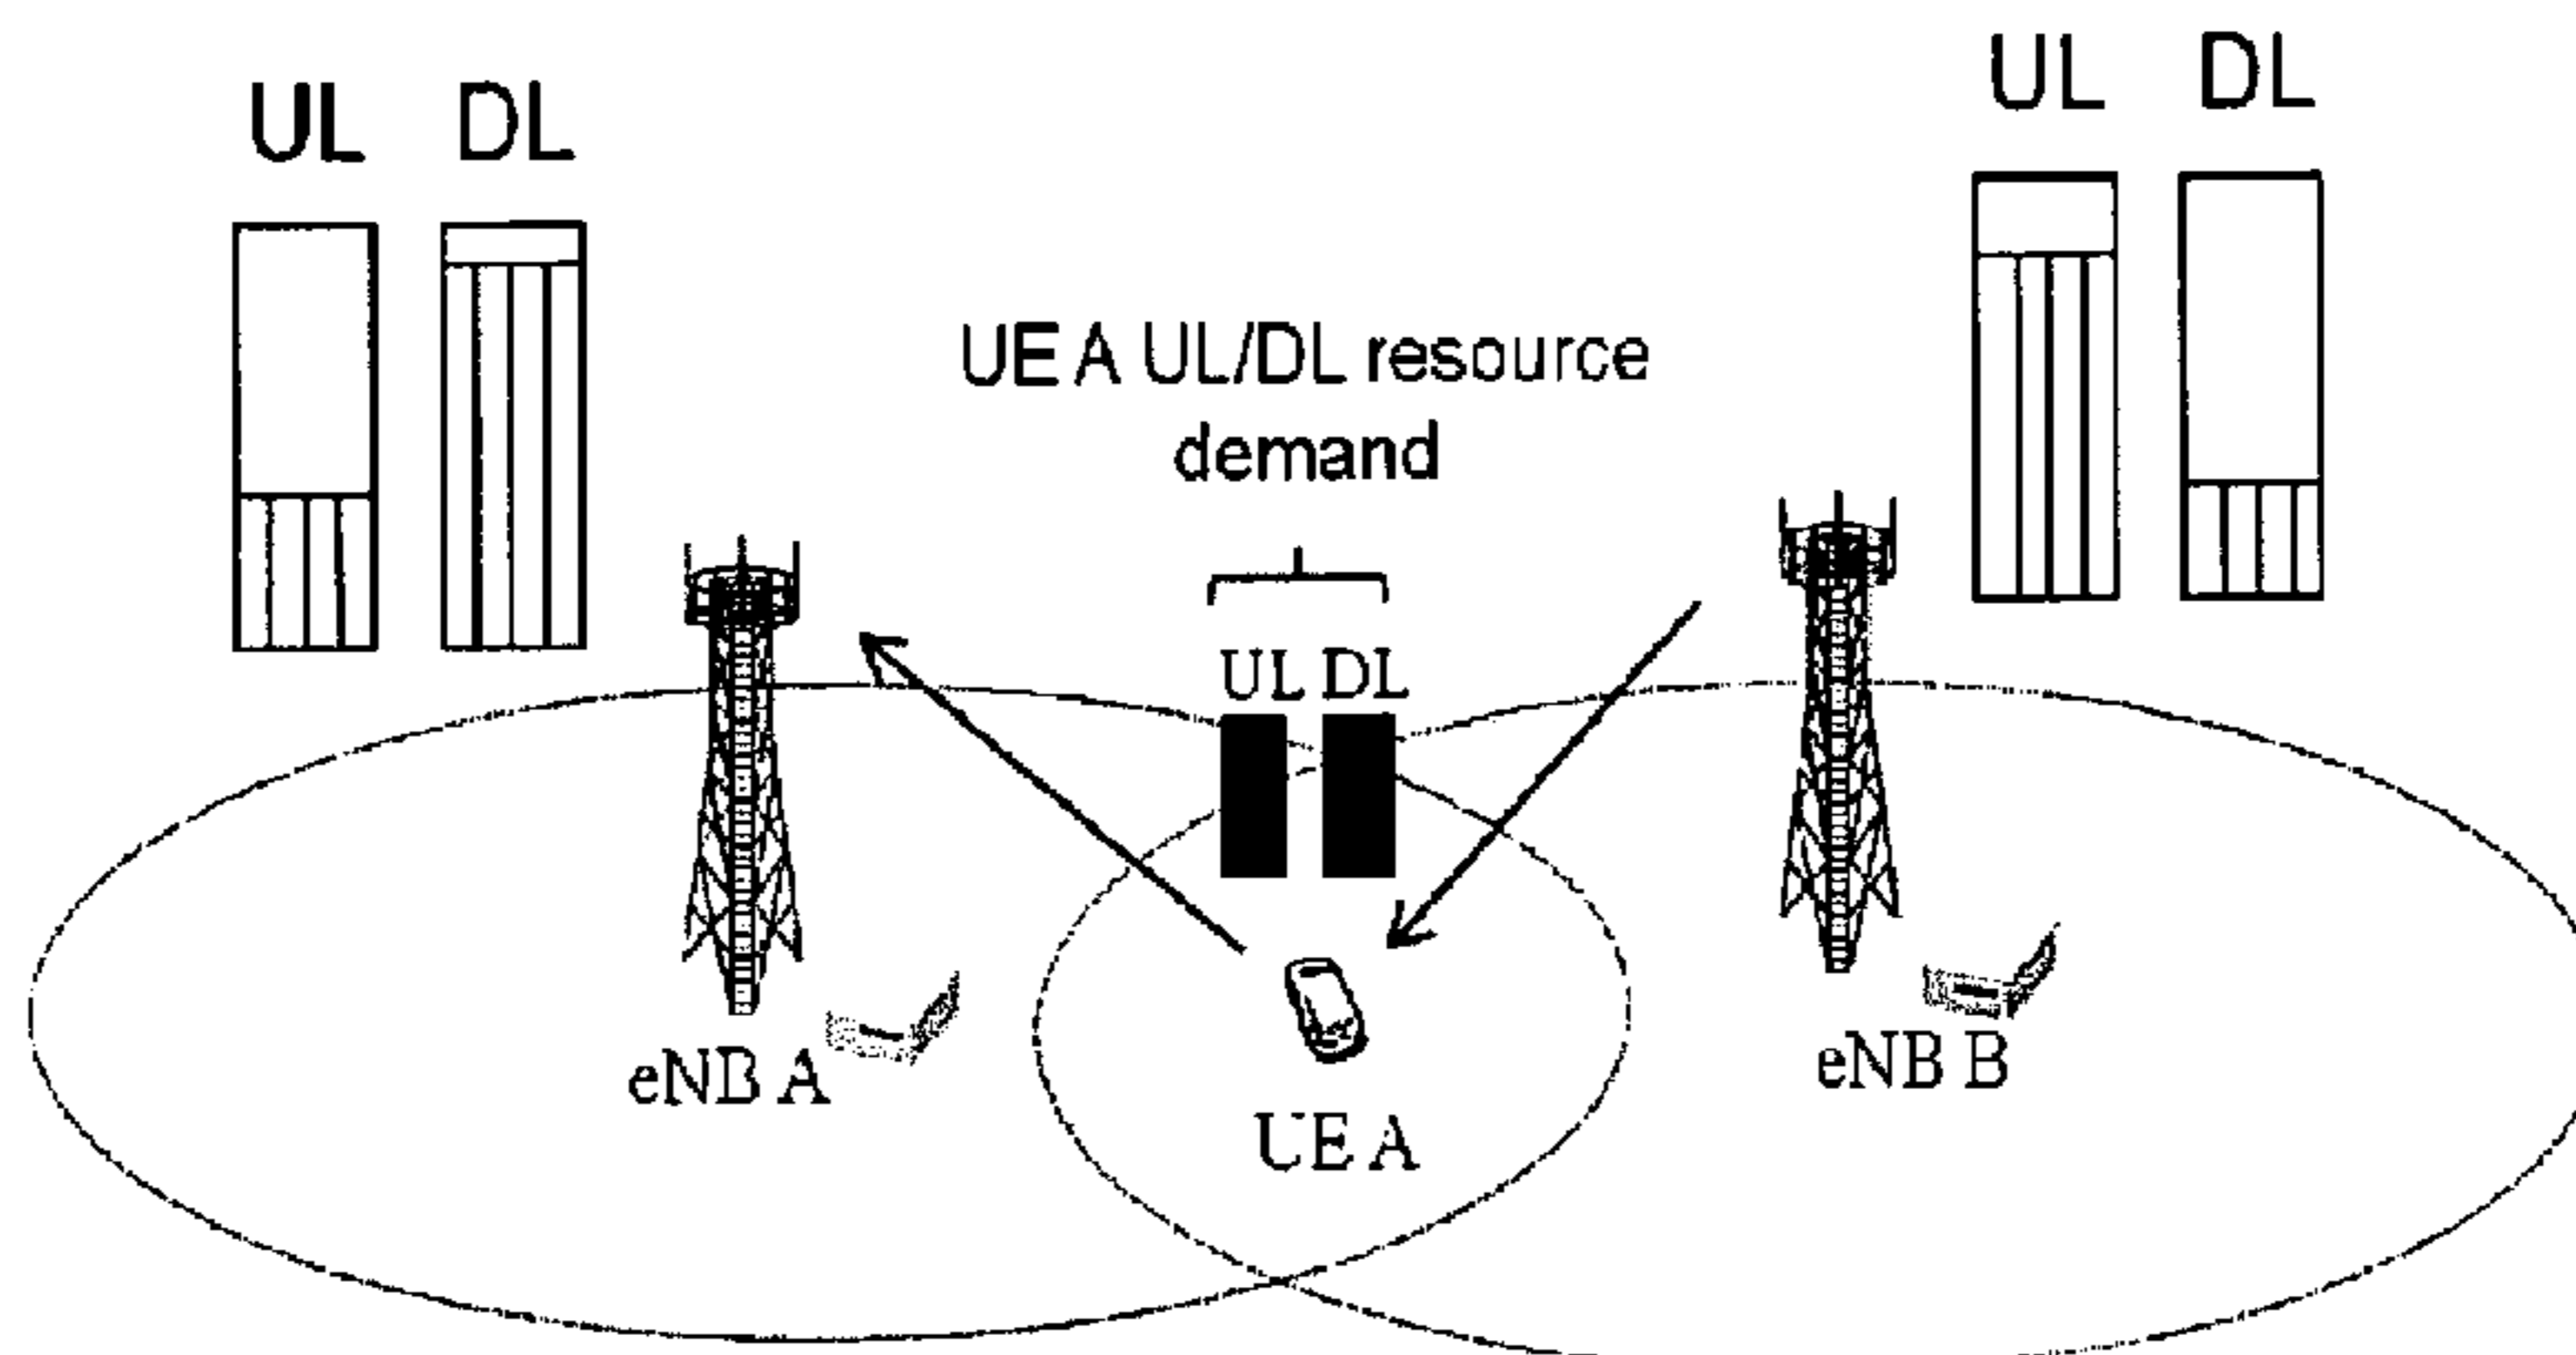 UL DL
UL DL
UE A UL/DL resource
demand
UL DL
eNB A
eNB B
UE A